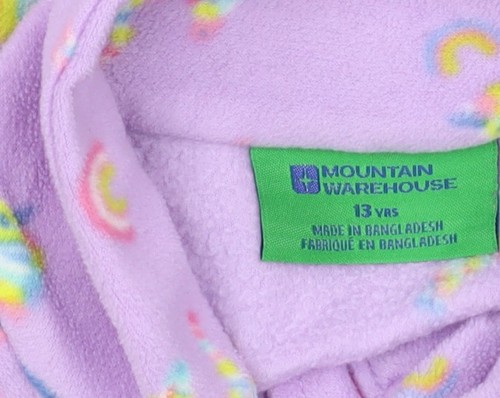 MOUNTAIN
WAREHOUSE
13 YRS
MADE IN BANGLADESH
FABRIQUÉ EN BANGLADESH